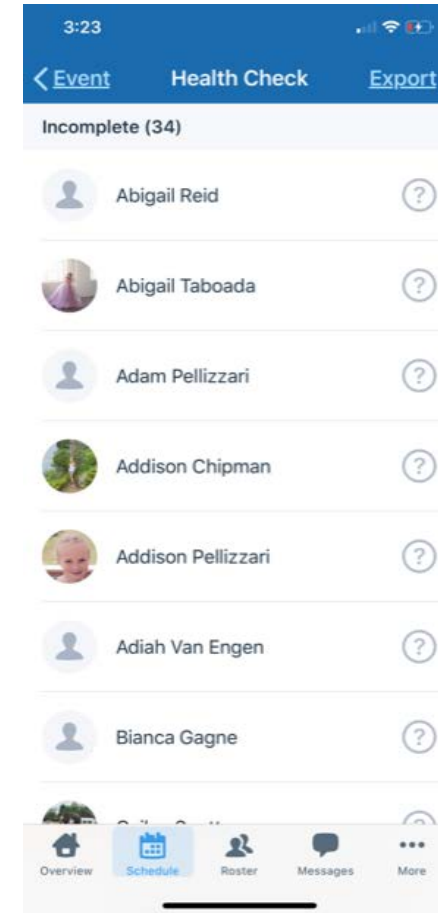 3:23
Event Health Check Export
Incomplete (34)
Abigail Reid ?
Abigail Taboada ?
Adam Pellizzari ?
Addison Chipman ?
Addison Pellizzari ?
Adiah Van Engen ?
Bianca Gagne ?
Overview Schedule Roster Messages More